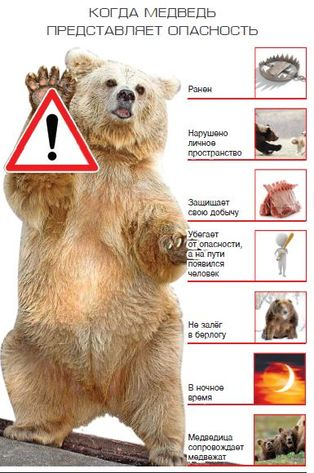 КОГДА МЕДВЕДЬ
ПРЕДСТАВЛЯЕТ ОПАСНОСТЬ
Ранен
Нарушено
личное
пространство
Защищает
свою добычу
Убегает
от опасности,
а на пути
появился
человек
Не залёг
в берлогу
В ночное
время
Медведица
сопровождает
медвежат